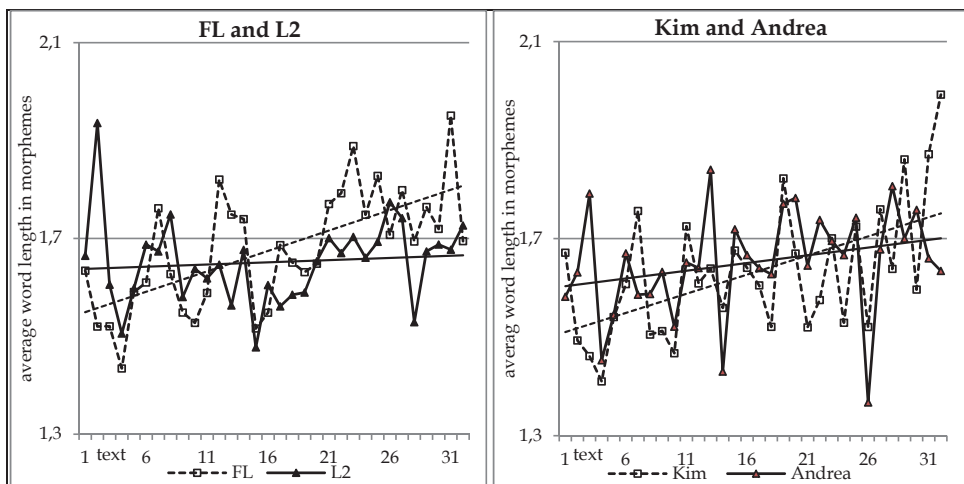 FL and L2
2,1
1,7
1,3
average word length in morphemes
1 text 6 11 16 21 26 31
FL L2
Kim and Andrea
2,1
1,7
1,3
averag word length in morphemes
1 text 6 11 16 21 26 31
Kim Andrea